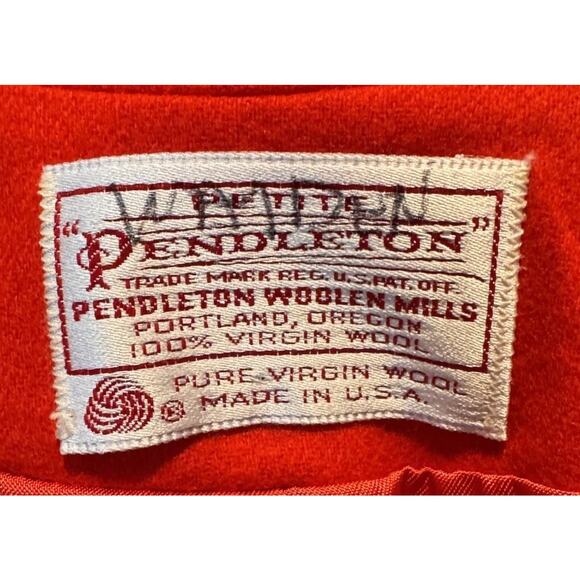 PETITE
WARDEN
"PENDLETON"
TRADE MARK REG. U.S. PAT. OFF.
PENDLETON WOOLEN MILLS
PORTLAND, OREGON
100% VIRGIN WOOL
PURE VIRGIN WOOL
® MADE IN U.S.A.